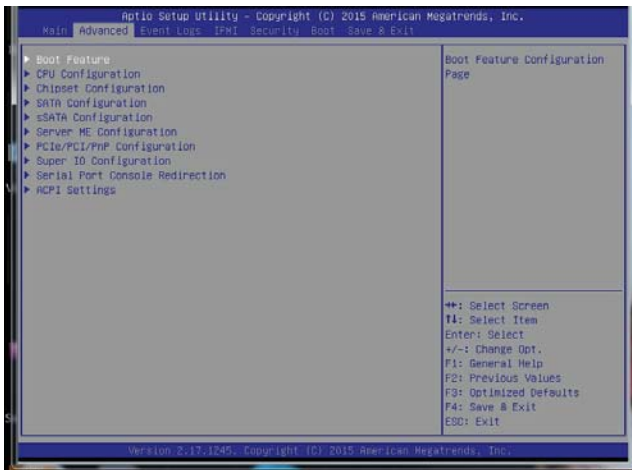 Aptio Setup Utility - Copyright (C) 2015 American Megatrends, Inc.
Main Advanced Event Logs IPMI Security Boot Save & Exit
▶ Boot Feature
▶ CPU Configuration
▶ Chipset Configuration
▶ SATA Configuration
▶ sSATA Configuration
▶ Server ME Configuration
▶ PCIe/PCI/PnP Configuration
▶ Super IO Configuration
▶ Serial Port Console Redirection
▶ ACPI Settings
Boot Feature Configuration
Page
→←: Select Screen
↑↓: Select Item
Enter: Select
+/-: Change Opt.
F1: General Help
F2: Previous Values
F3: Optimized Defaults
F4: Save & Exit
ESC: Exit
Version 2.17.1245. Copyright (C) 2015 American Megatrends, Inc.